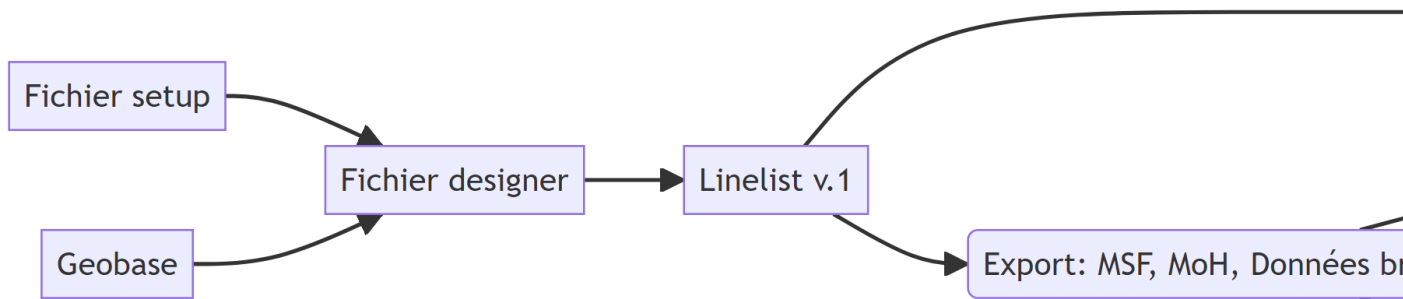 Fichier setup
Fichier designer
Linelist v.1
Geobase
Export: MSF, MoH, Données